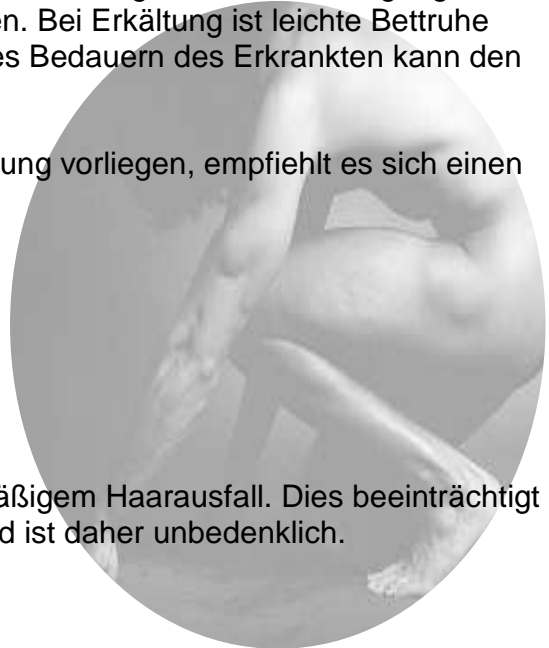 en. Bei Erkältung ist leichte Bettruhe
es Bedauern des Erkrankten kann den
ung vorliegen, empfiehlt es sich einen
äßigem Haarausfall. Dies beeinträchtigt
d ist daher unbedenklich.